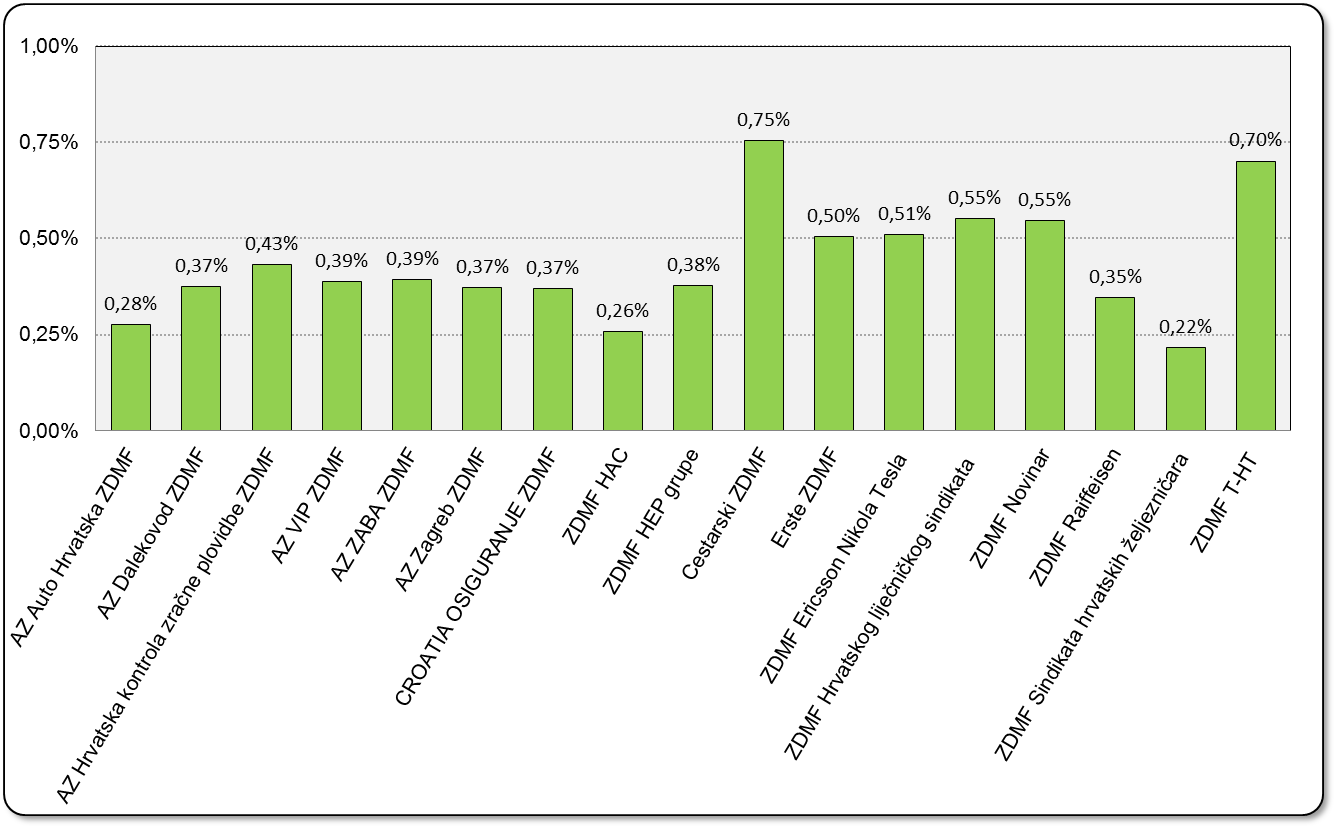 1,00%
0,75%
0,50%
0,25%
0,00%
0,28%
0,37%
0,43%
0,39%
0,39%
0,37%
0,37%
0,26%
0,38%
0,75%
0,50%
0,51%
0,55%
0,55%
0,35%
0,22%
0,70%
AZ Auto Hrvatska ZDMF
AZ Dalekovod ZDMF
AZ Hrvatska kontrola zračne plovidbe ZDMF
AZ VIP ZDMF
AZ ZABA ZDMF
AZ Zagreb ZDMF
CROATIA OSIGURANJE ZDMF
ZDMF HAC
ZDMF HEP grupe
Cestarski ZDMF
Erste ZDMF
ZDMF Ericsson Nikola Tesla
ZDMF Hrvatskog liječničkog sindikata
ZDMF Novinar
ZDMF Raiffeisen
ZDMF Sindikata hrvatskih željezničara
ZDMF T-HT